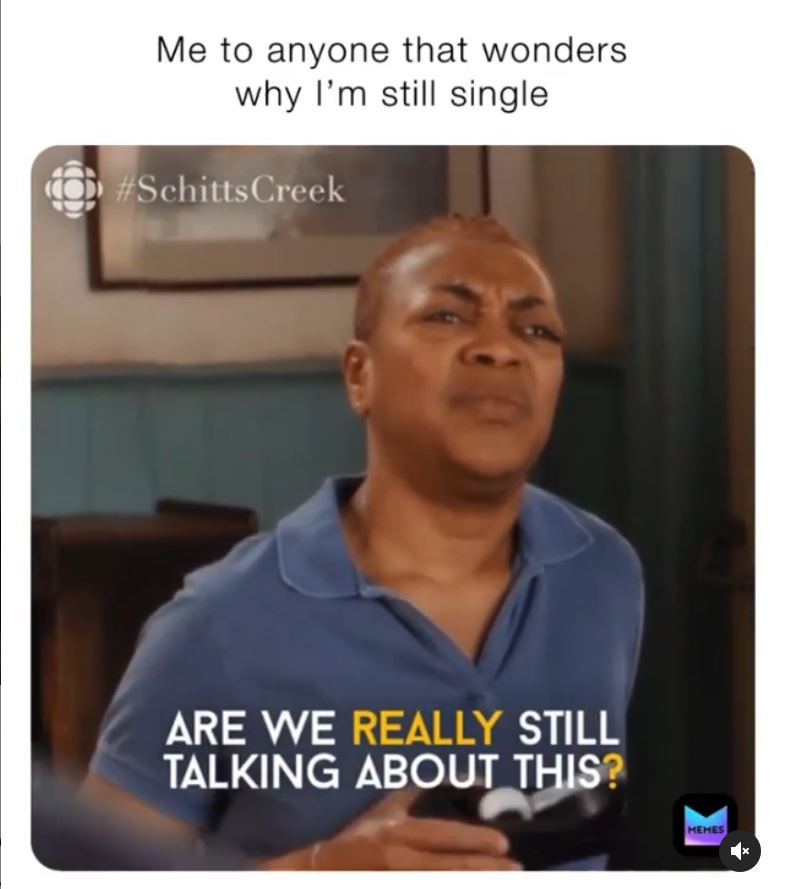 Me to anyone that wonders
why I’m still single
#SchittsCreek
ARE WE REALLY STILL
TALKING ABOUT THIS?
MEMES